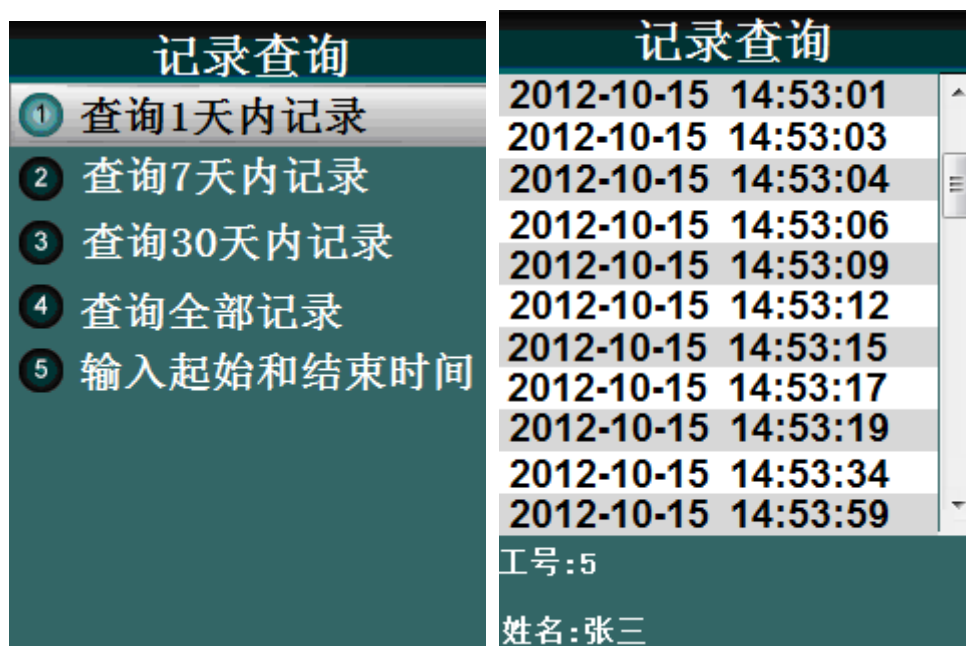 记录查询
1 查询1天内记录
2 查询7天内记录
3 查询30天内记录
4 查询全部记录
5 输入起始和结束时间
记录查询
2012-10-15 14:53:01
2012-10-15 14:53:03
2012-10-15 14:53:04
2012-10-15 14:53:06
2012-10-15 14:53:09
2012-10-15 14:53:12
2012-10-15 14:53:15
2012-10-15 14:53:17
2012-10-15 14:53:19
2012-10-15 14:53:34
2012-10-15 14:53:59
工号:5
姓名:张三